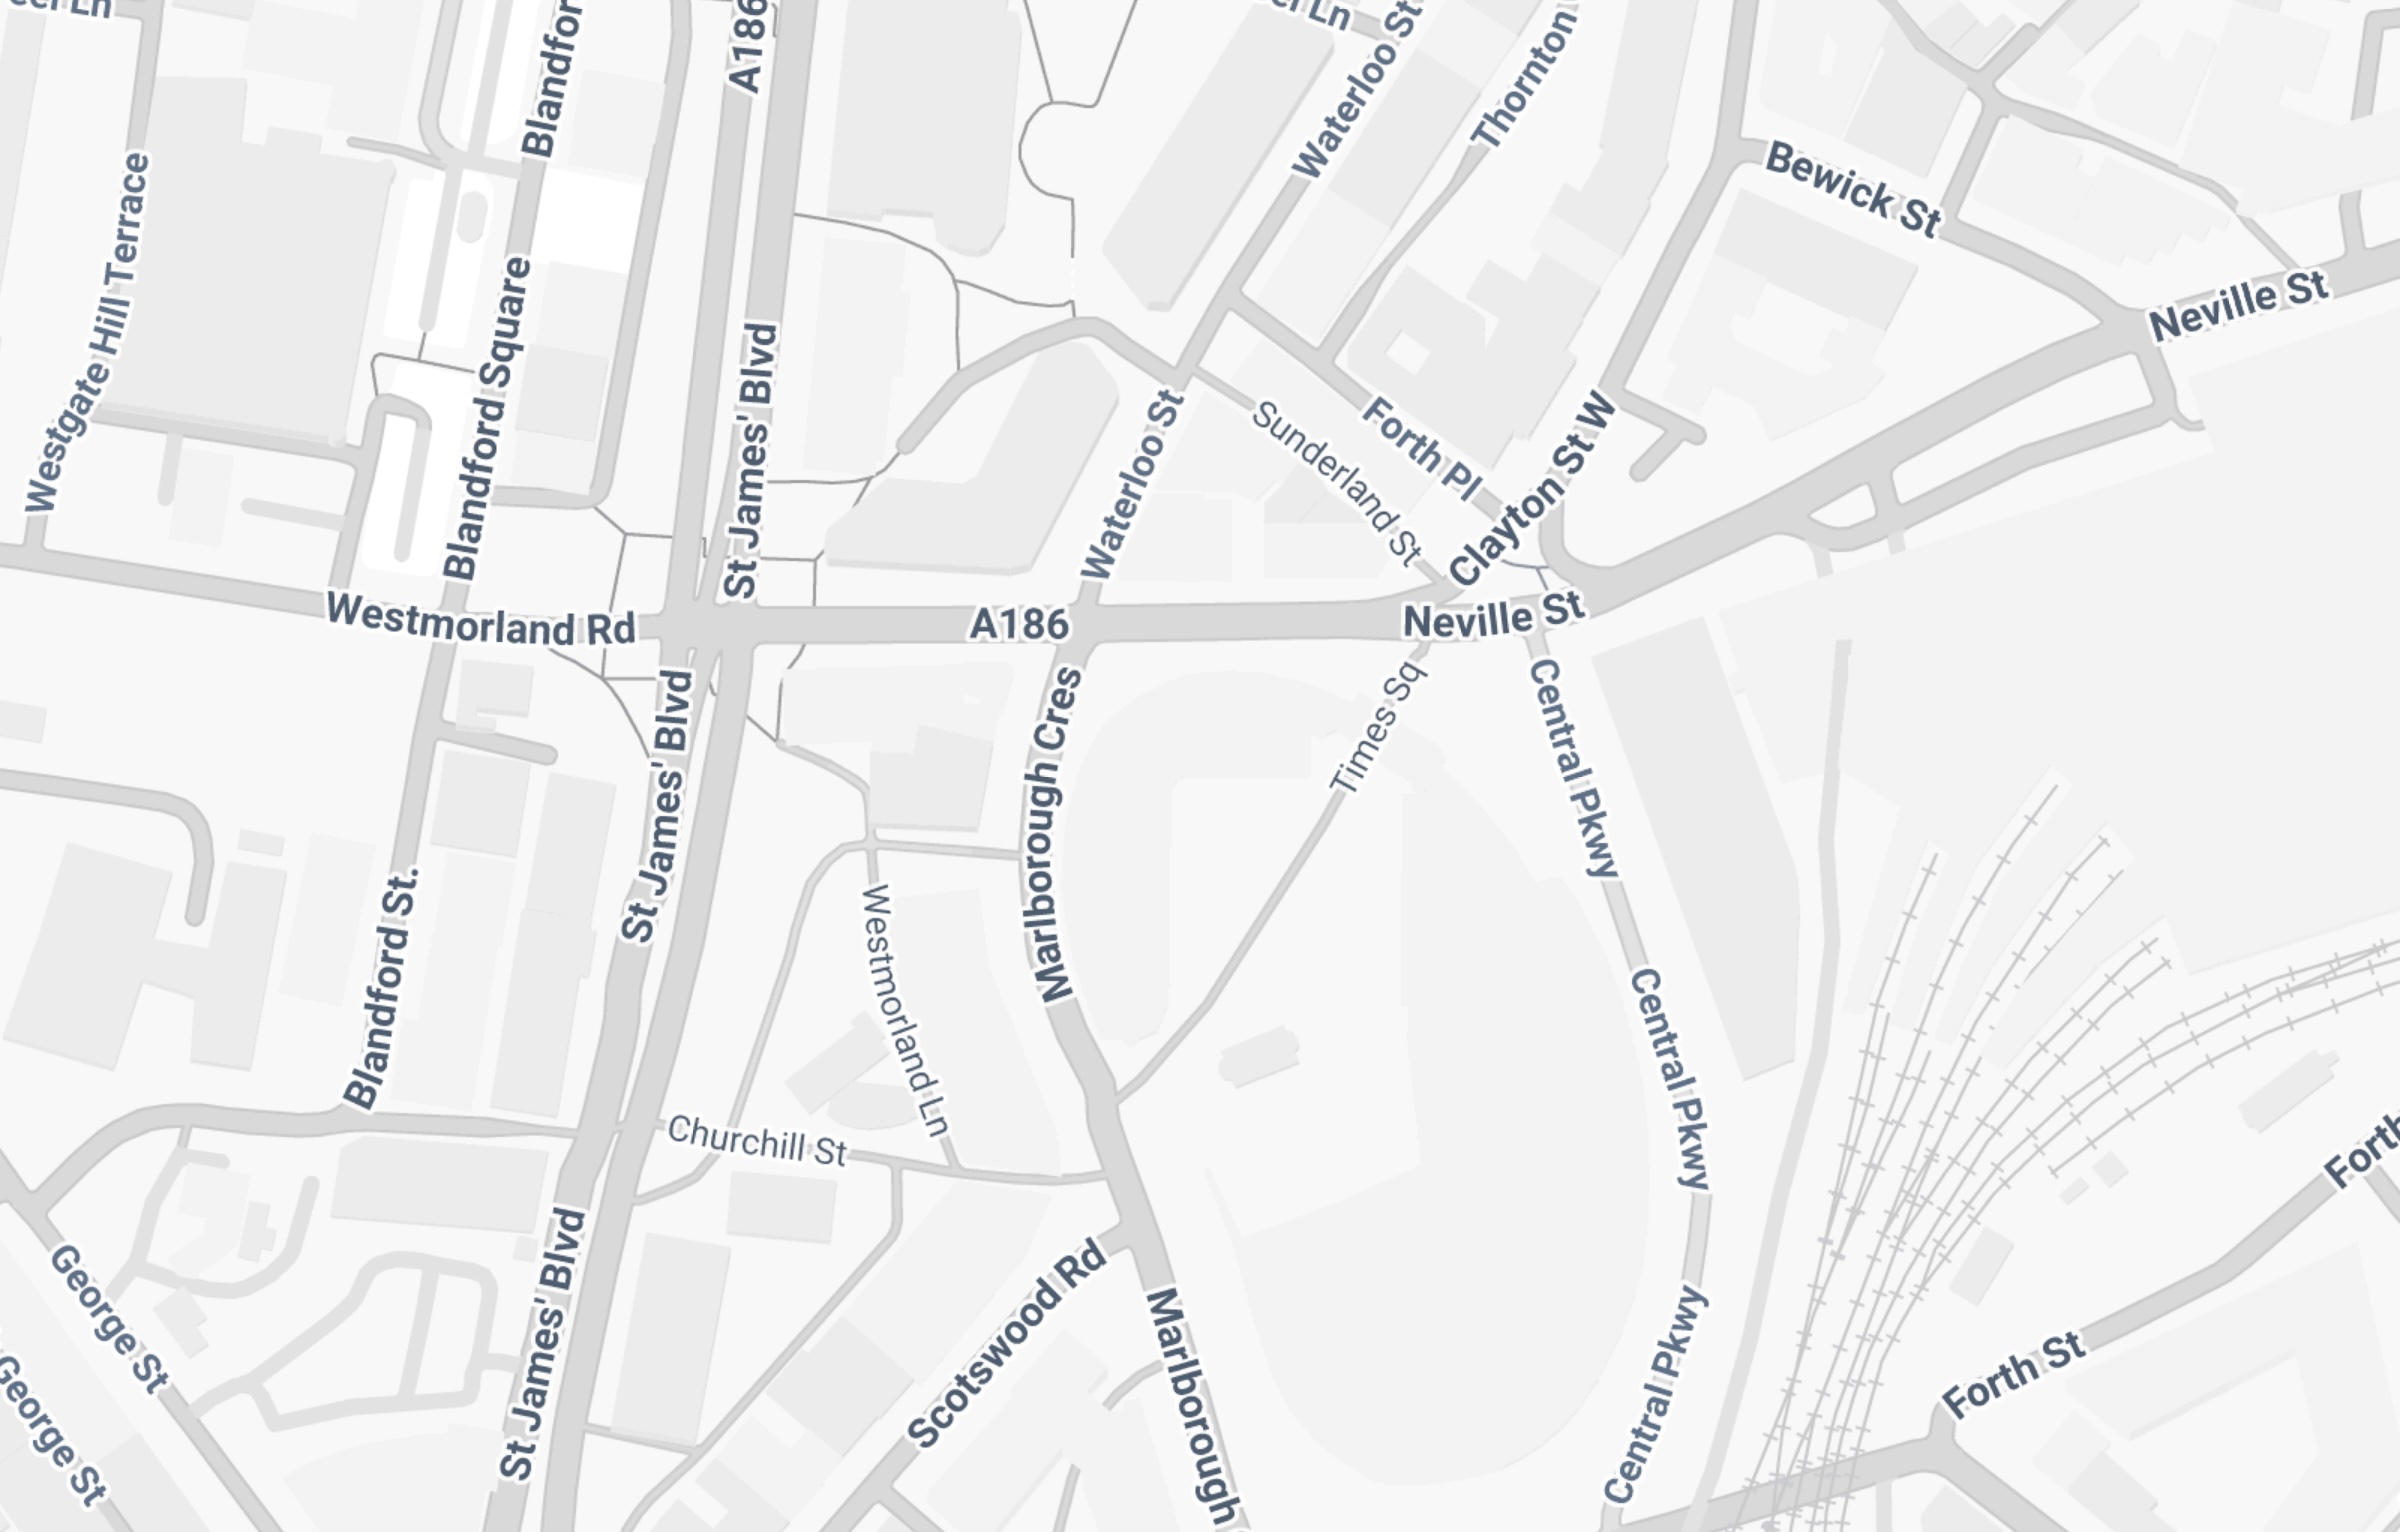 Blandfor
A186
Waterloo St
Thornton
Westgate Hill Terrace
Bewick St
Blandford Square
Neville St
St James' Blvd
Waterloo St
Sunderland St
Forth Pl
Clayton St W
Westmorland Rd
A186
Neville St
St James' Blvd
Marlborough Cres
Times Sq
Central Pkwy
Blandford St.
Westmorland Ln
Central Pkwy
Churchill St
Forth
George St
St James' Blvd
Scotswood Rd
Marlborough
Central Pkwy
Forth St
George St